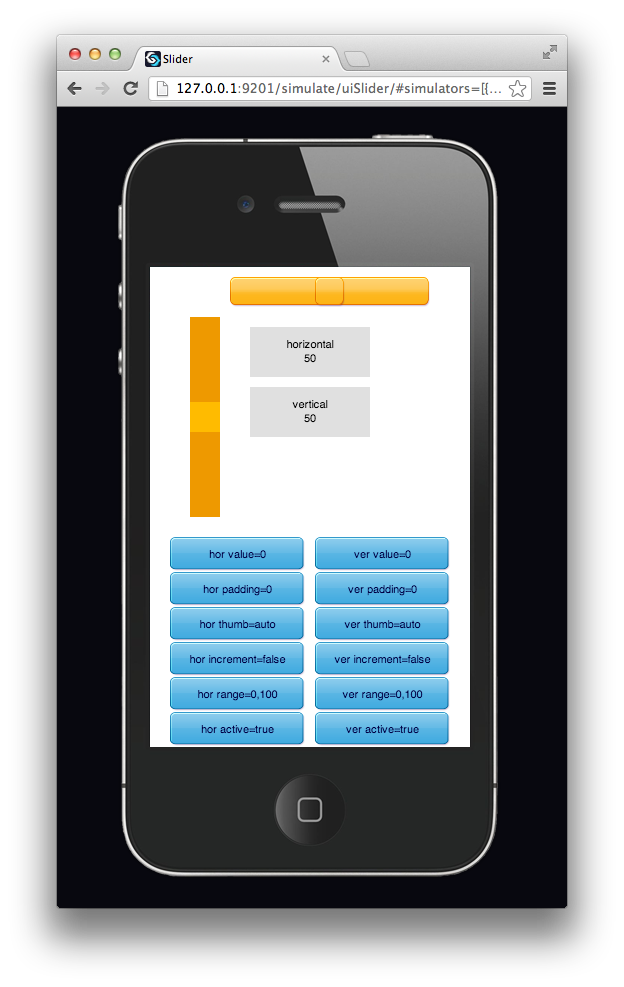 Slider
127.0.0.1:9201/simulate/uiSlider/#simulators=[{...
horizontal
50
vertical
50
hor value=0
ver value=0
hor padding=0
ver padding=0
hor thumb=auto
ver thumb=auto
hor increment=false
ver increment=false
hor range=0,100
ver range=0,100
hor active=true
ver active=true